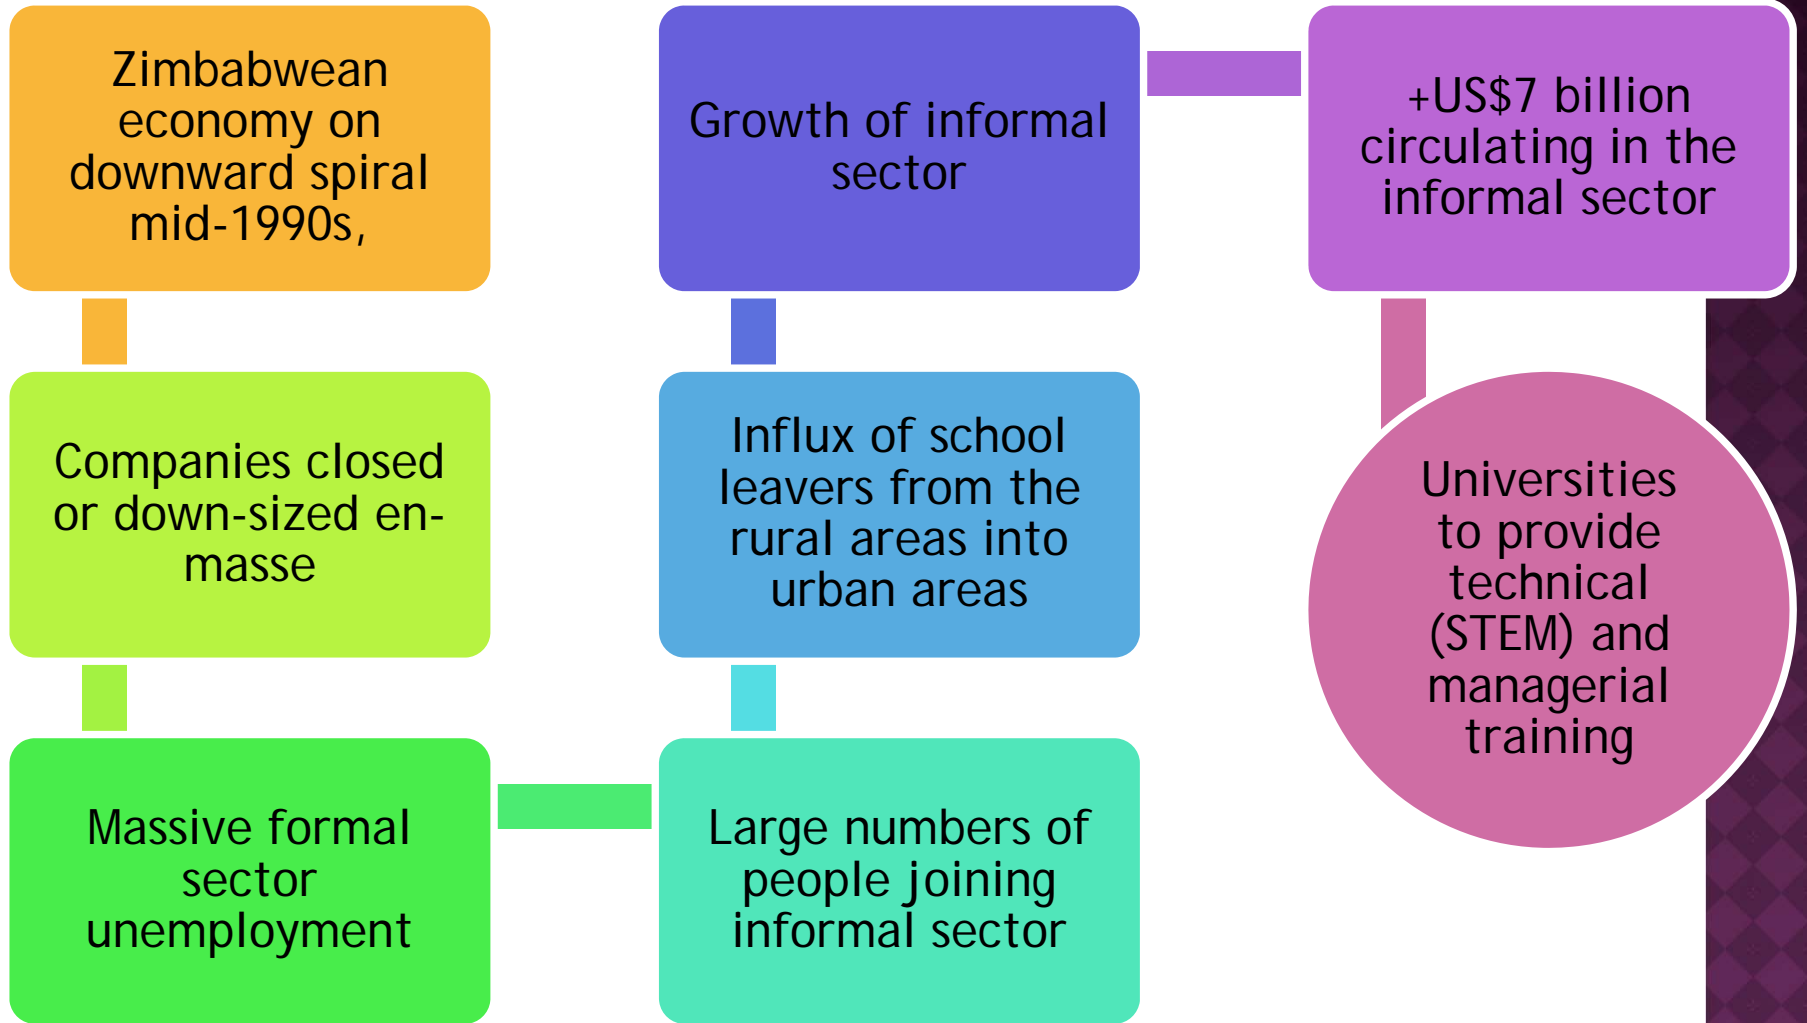 Zimbabwean
economy on
downward spiral
mid-1990s,
Companies closed
or down-sized en-
masse
Massive formal
sector
unemployment
Large numbers of
people joining
informal sector
Influx of school
leavers from the
rural areas into
urban areas
Growth of informal
sector
+US$7 billion
circulating in the
informal sector
Universities
to provide
technical
(STEM) and
managerial
training